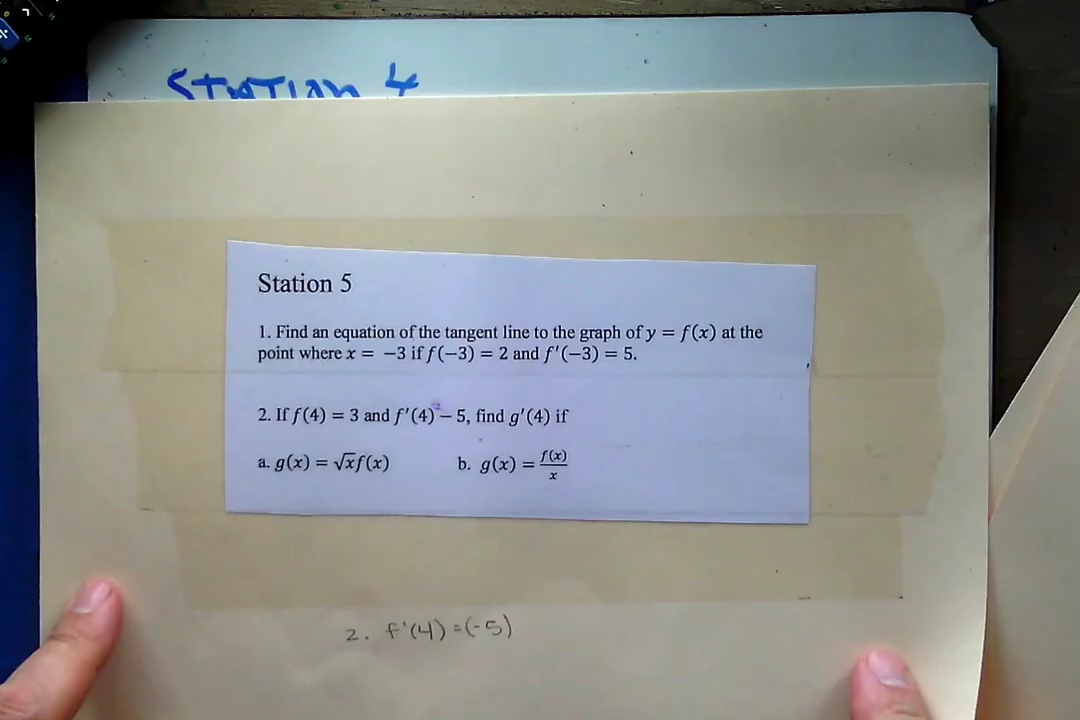 STATION 4
Station 5
1. Find an equation of the tangent line to the graph of y = f(x) at the
point where x = −3 if f(−3) = 2 and f′(−3) = 5.
2. If f(4) = 3 and f′(4) = − 5, find g′(4) if
a. g(x) = √x f(x) b. g(x) = f(x)/x
2. f'(4) = (-5)